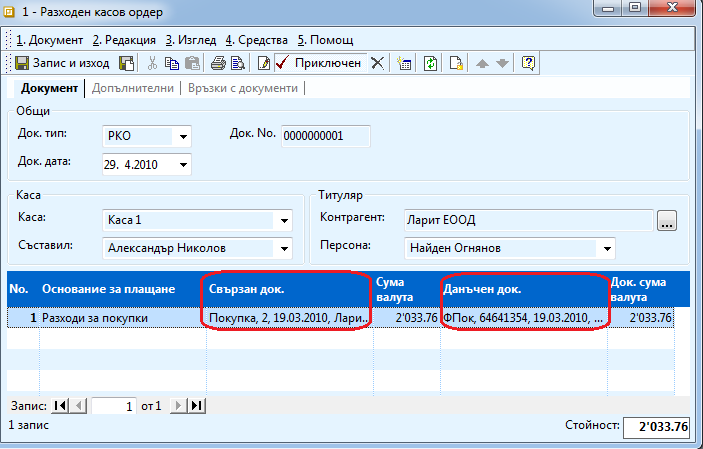 1 - Разходен касов ордер
1. Документ 2. Редакция 3. Изглед 4. Средства 5. Помощ
Запис и изход Приключен
Документ Допълнителни Връзки с документи
Общи
Док. тип: РКО Док. No. 0000000001
Док. дата: 29. 4.2010
Каса Титуляр
Каса: Каса 1 Контрагент: Ларит ЕООД ...
Съставил: Александър Николов Персона: Найден Огнянов
No. Основание за плащане Свързан док. Сума валута Данъчен док. Док. сума валута
1 Разходи за покупки Покупка, 2, 19.03.2010, Лари... 2'033.76 ФПок, 64641354, 19.03.2010, ... 2'033.76
Запис: 1 от 1
1 запис Стойност: 2'033.76